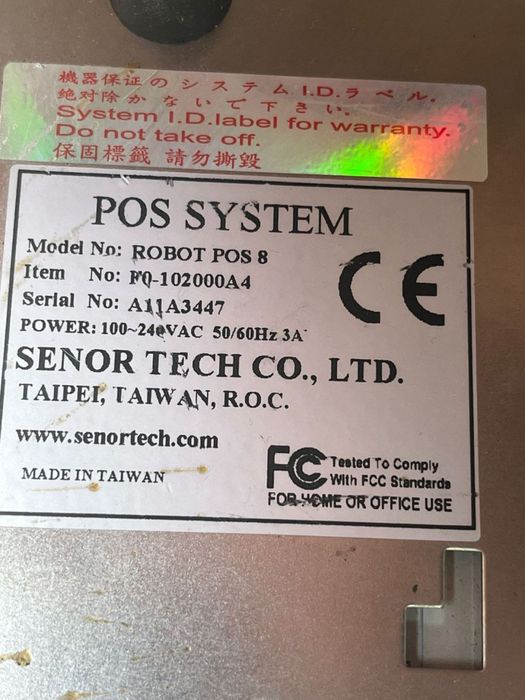 機器保证のシステムI.D.ラベル.
绝对除かないで下さい.
System I.D.label for warranty.
Do not take off.
保固標籤 請勿撕毀
POS SYSTEM
Model No: ROBOT POS 8
Item No: F0-102000A4
Serial No: A11A3447
POWER: 100~240VAC 50/60Hz 3A
CE
SENOR TECH CO., LTD.
TAIPEI, TAIWAN, R.O.C.
www.senortech.com
MADE IN TAIWAN
FC Tested To Comply
With FCC Standards
FOR HOME OR OFFICE USE